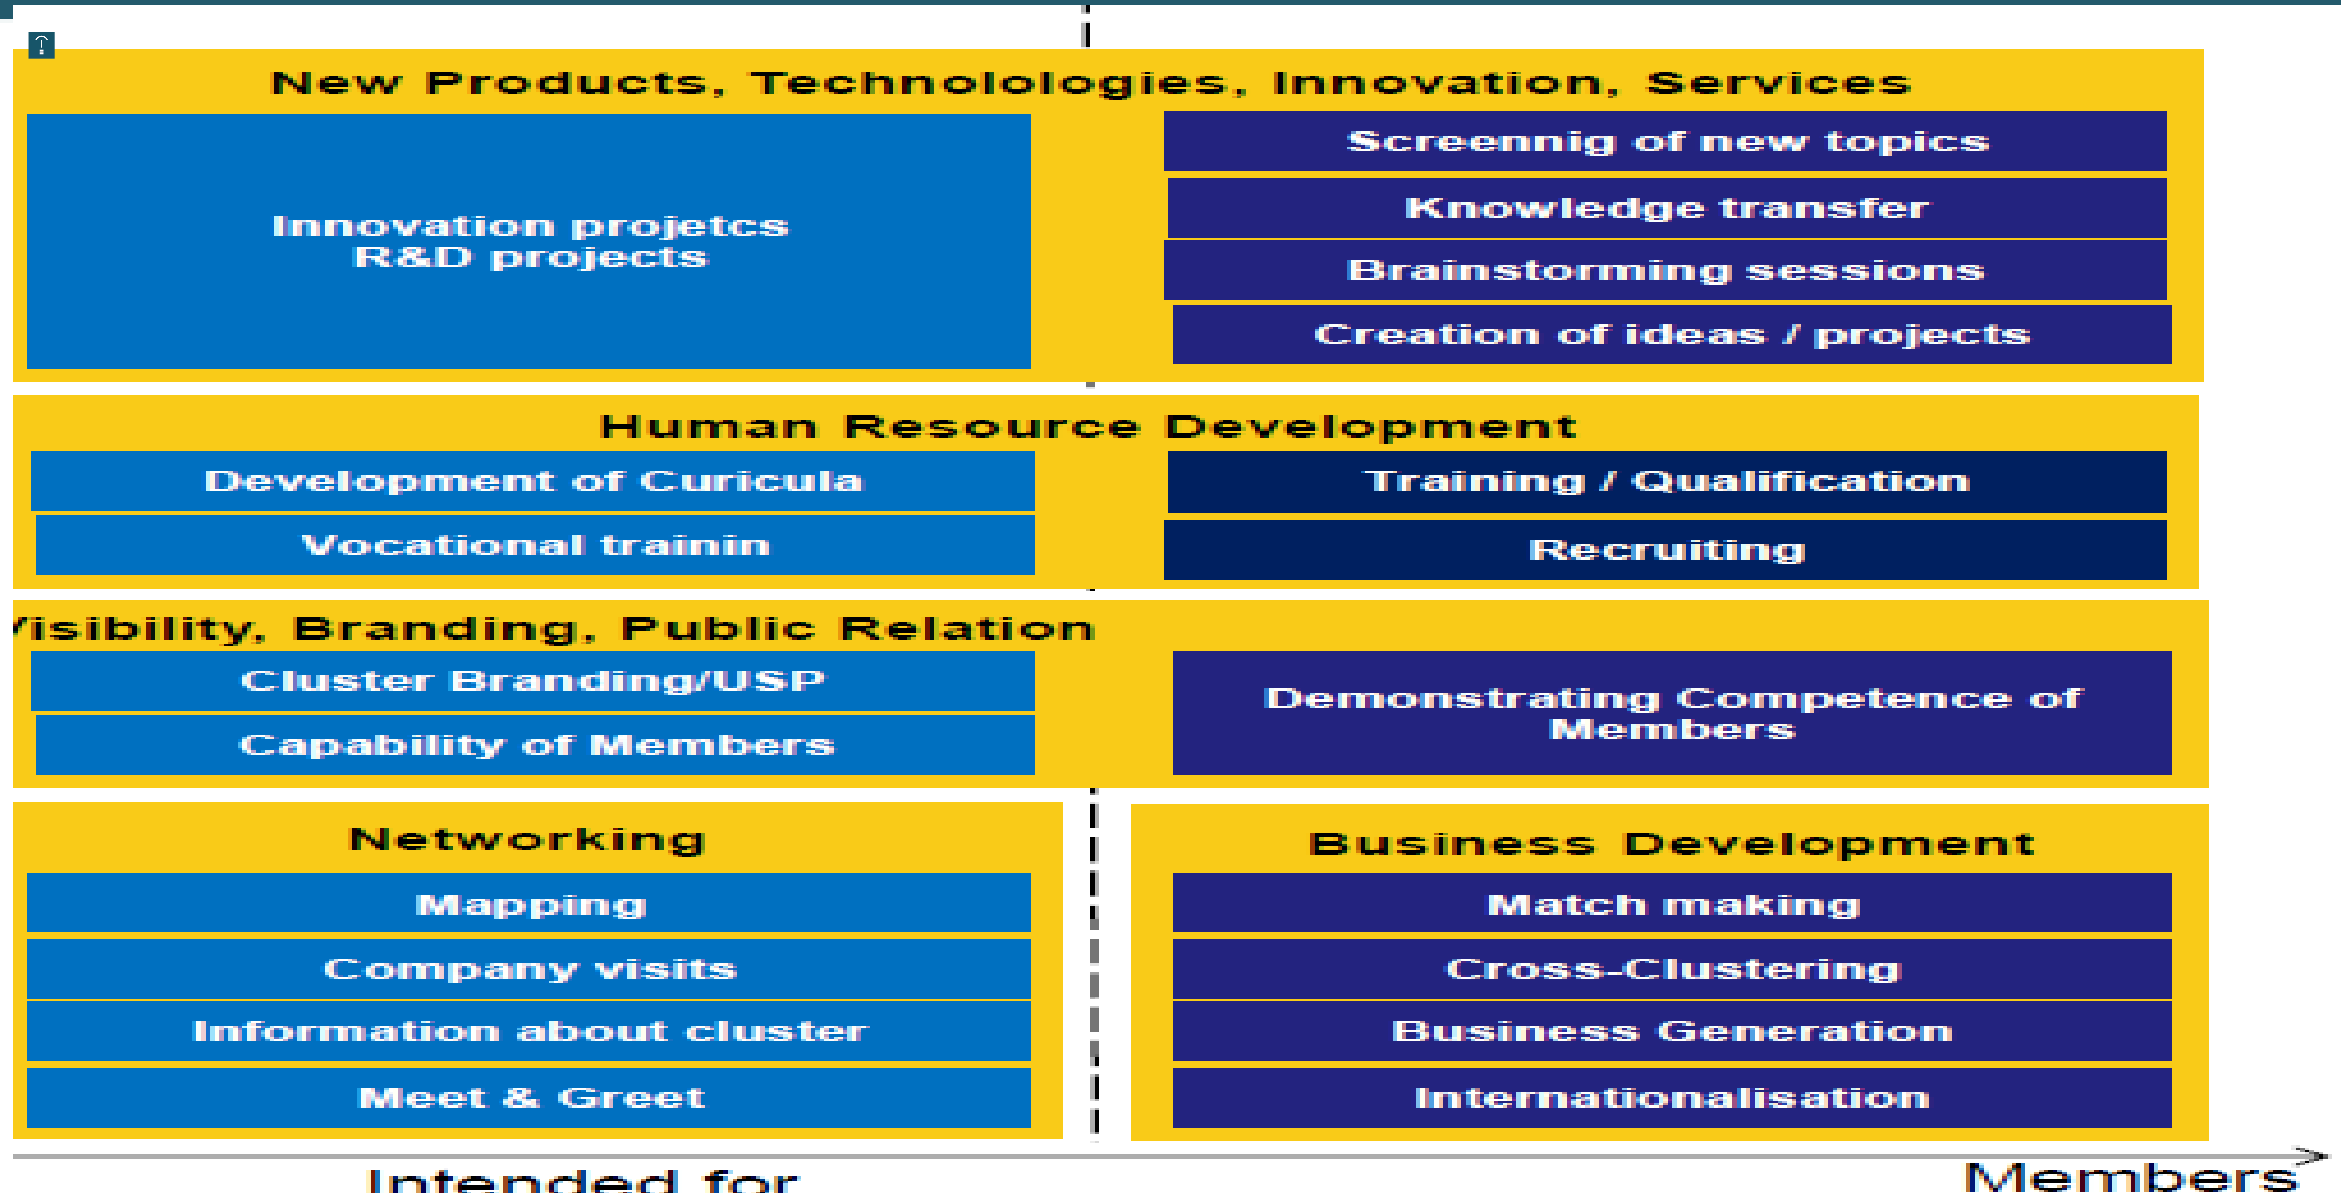 New Products, Technolologies, Innovation, Services
Innovation projetcs
R&D projects
Screennig of new topics
Knowledge transfer
Brainstorming sessions
Creation of ideas / projects
Human Resource Development
Development of Curicula
Vocational trainin
Training / Qualification
Recruiting
Visibility, Branding, Public Relation
Cluster Branding/USP
Capability of Members
Demonstrating Competence of
Members
Networking
Mapping
Company visits
Information about cluster
Meet & Greet
Business Development
Match making
Cross-Clustering
Business Generation
Internationalisation
Intended for
Members